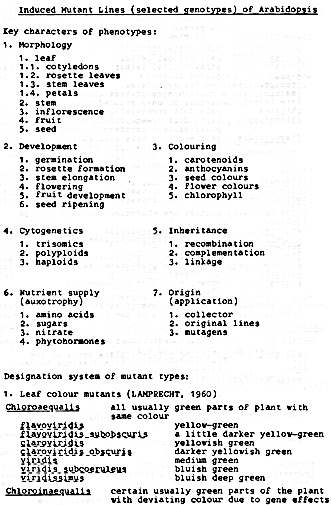 Induced Mutant Lines (selected genotypes) of Arabidopsis
Key characters of phenotypes:
1. Morphology
1. leaf
1.1. cotyledons
1.2. rosette leaves
1.3. stem leaves
1.4. petals
2. stem
3. inflorescence
4. fruit
5. seed
2. Development
1. germination
2. rosette formation
3. stem elongation
4. flowering
5. fruit development
6. seed ripening
3. Colouring
1. carotenoids
2. anthocyanins
3. seed colours
4. flower colours
5. chlorophyll
4. Cytogenetics
1. trisomics
2. polyploids
3. haploids
5. Inheritance
1. recombination
2. complementation
3. linkage
6. Nutrient supply
(auxotrophy)
1. amino acids
2. sugars
3. nitrate
4. phytohormones
7. Origin
(application)
1. collector
2. original lines
3. mutagens
Designation system of mutant types:
1. Leaf colour mutants (LAMPRECHT, 1960)
Chloroaequalis all usually green parts of plant with
same colour
flavoviridis yellow-green
flavoviridis subobscuris a little darker yellow-green
claroviridis yellowish green
claroviridis obscuris darker yellowish green
viridis medium green
viridis subcoeruleus bluish green
viridissimus bluish deep green
Chloroinaequalis certain usually green parts of the plant
with deviating colour due to gene effects